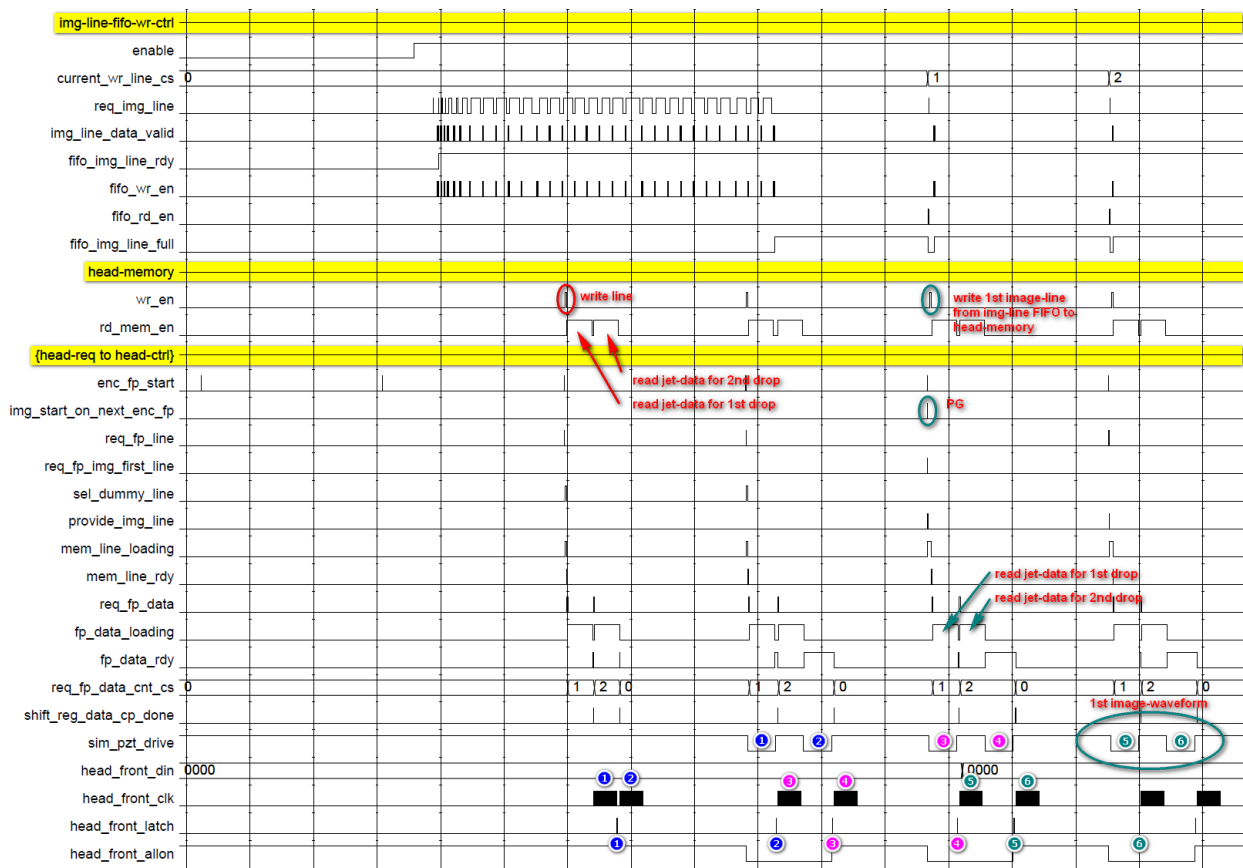 img-line-fifo-wr-ctrl
enable
current_wr_line_cs 0 1 2
req_img_line
img_line_data_valid
fifo_img_line_rdy
fifo_wr_en
fifo_rd_en
fifo_img_line_full
head-memory
wr_en write line write 1st image-line
from img-line FIFO to
head-memory
rd_mem_en
{head-req to head-ctrl}
enc_fp_start read jet-data for 2nd drop
img_start_on_next_enc_fp read jet-data for 1st drop PG
req_fp_line
req_fp_img_first_line
sel_dummy_line
provide_img_line
mem_line_loading
mem_line_rdy read jet-data for 1st drop
req_fp_data read jet-data for 2nd drop
fp_data_loading
fp_data_rdy
req_fp_data_cnt_cs 0 1 2 0 1 2 0 1 2 0 1 2 0
1st image-waveform
shift_reg_data_cp_done
sim_pzt_drive 1 2 3 4 5 6
head_front_din 0000 0000
1 2 3 4 5 6
head_front_clk
head_front_latch
1 2 3 4 5 6
head_front_allon